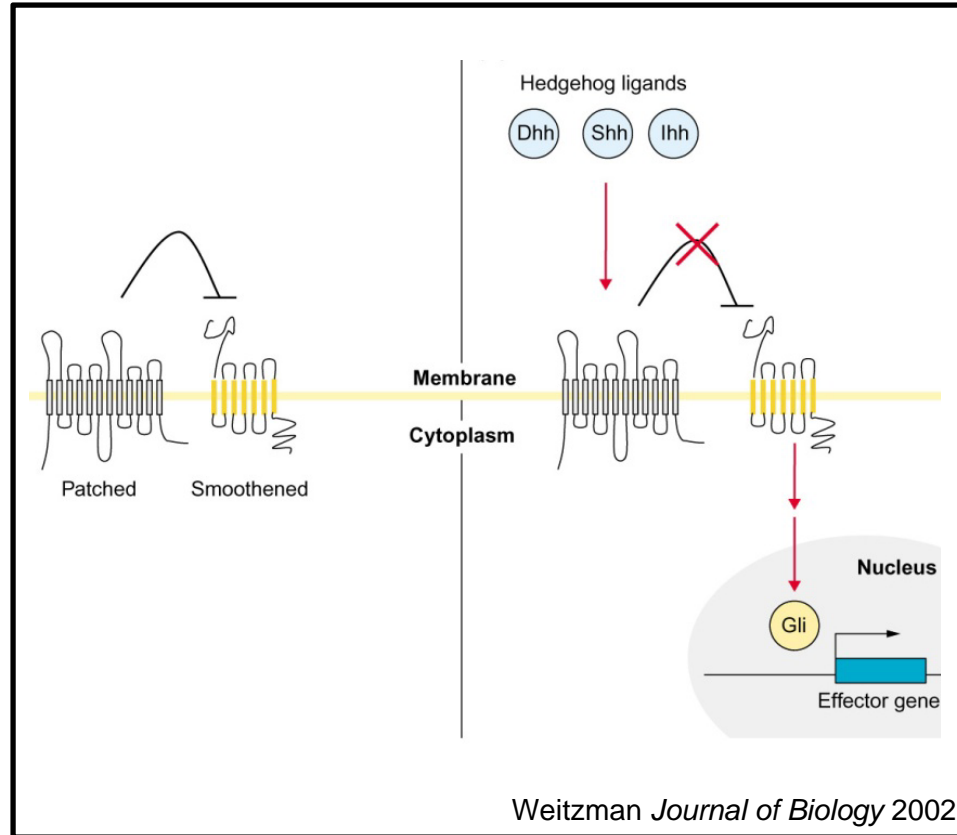 Hedgehog ligands
Dhh Shh Ihh
Membrane
Cytoplasm
Patched Smoothened
Nucleus
Gli
Effector gene
Weitzman Journal of Biology 2002